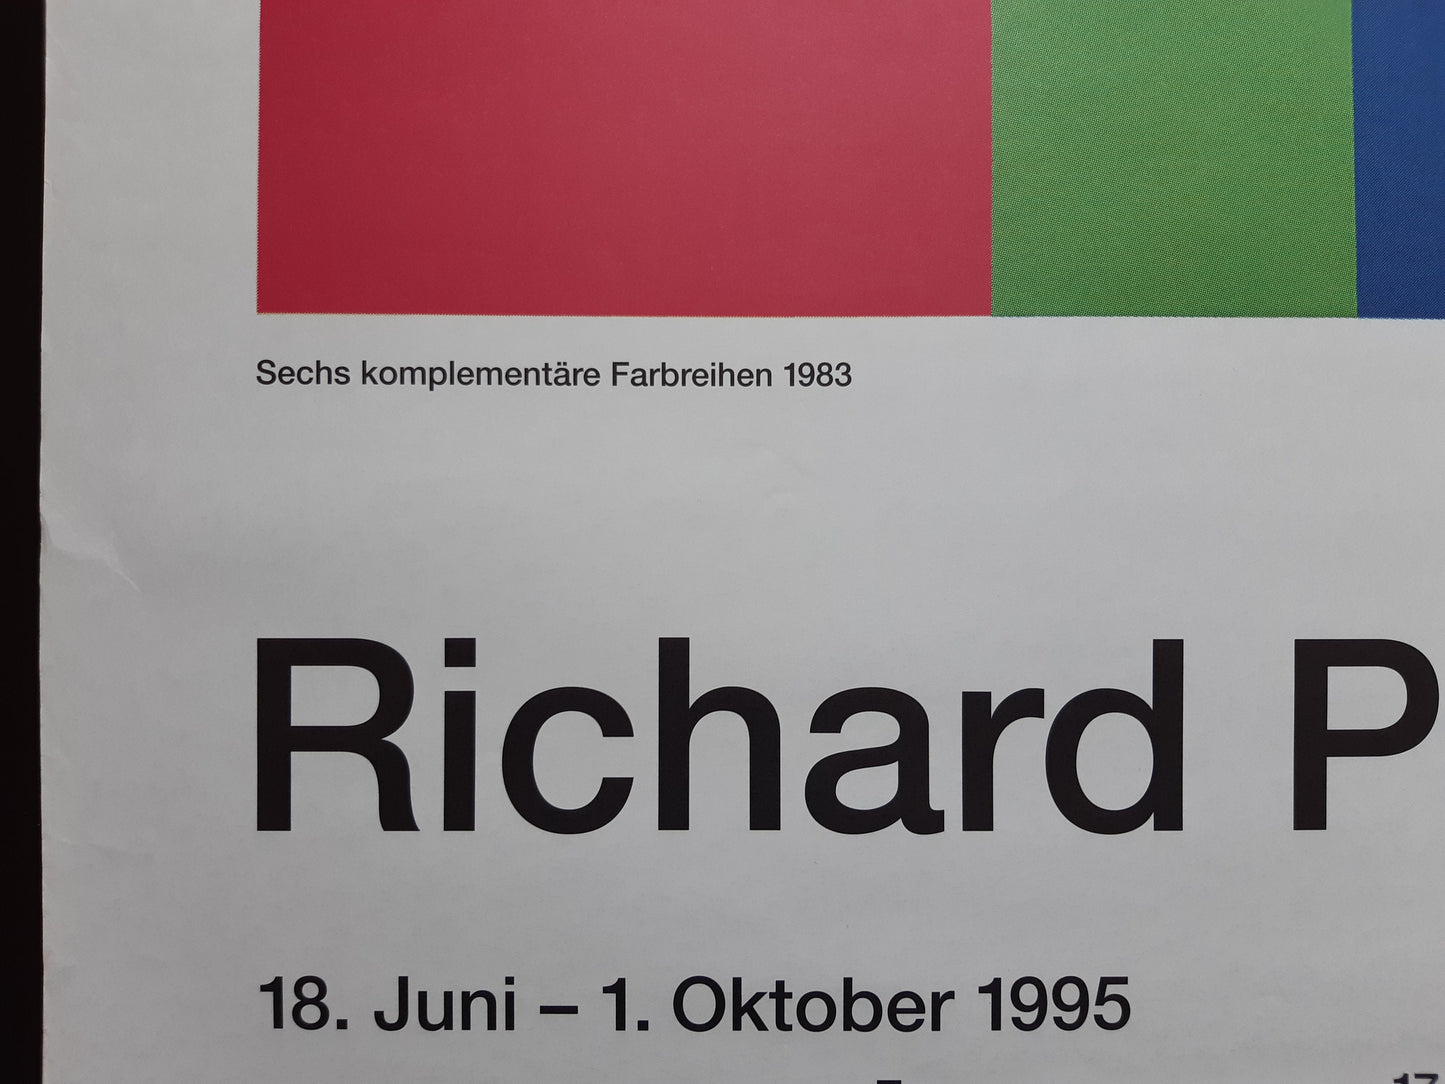 Sechs komplementäre Farbreihen 1983
Richard P
18. Juni – 1. Oktober 1995